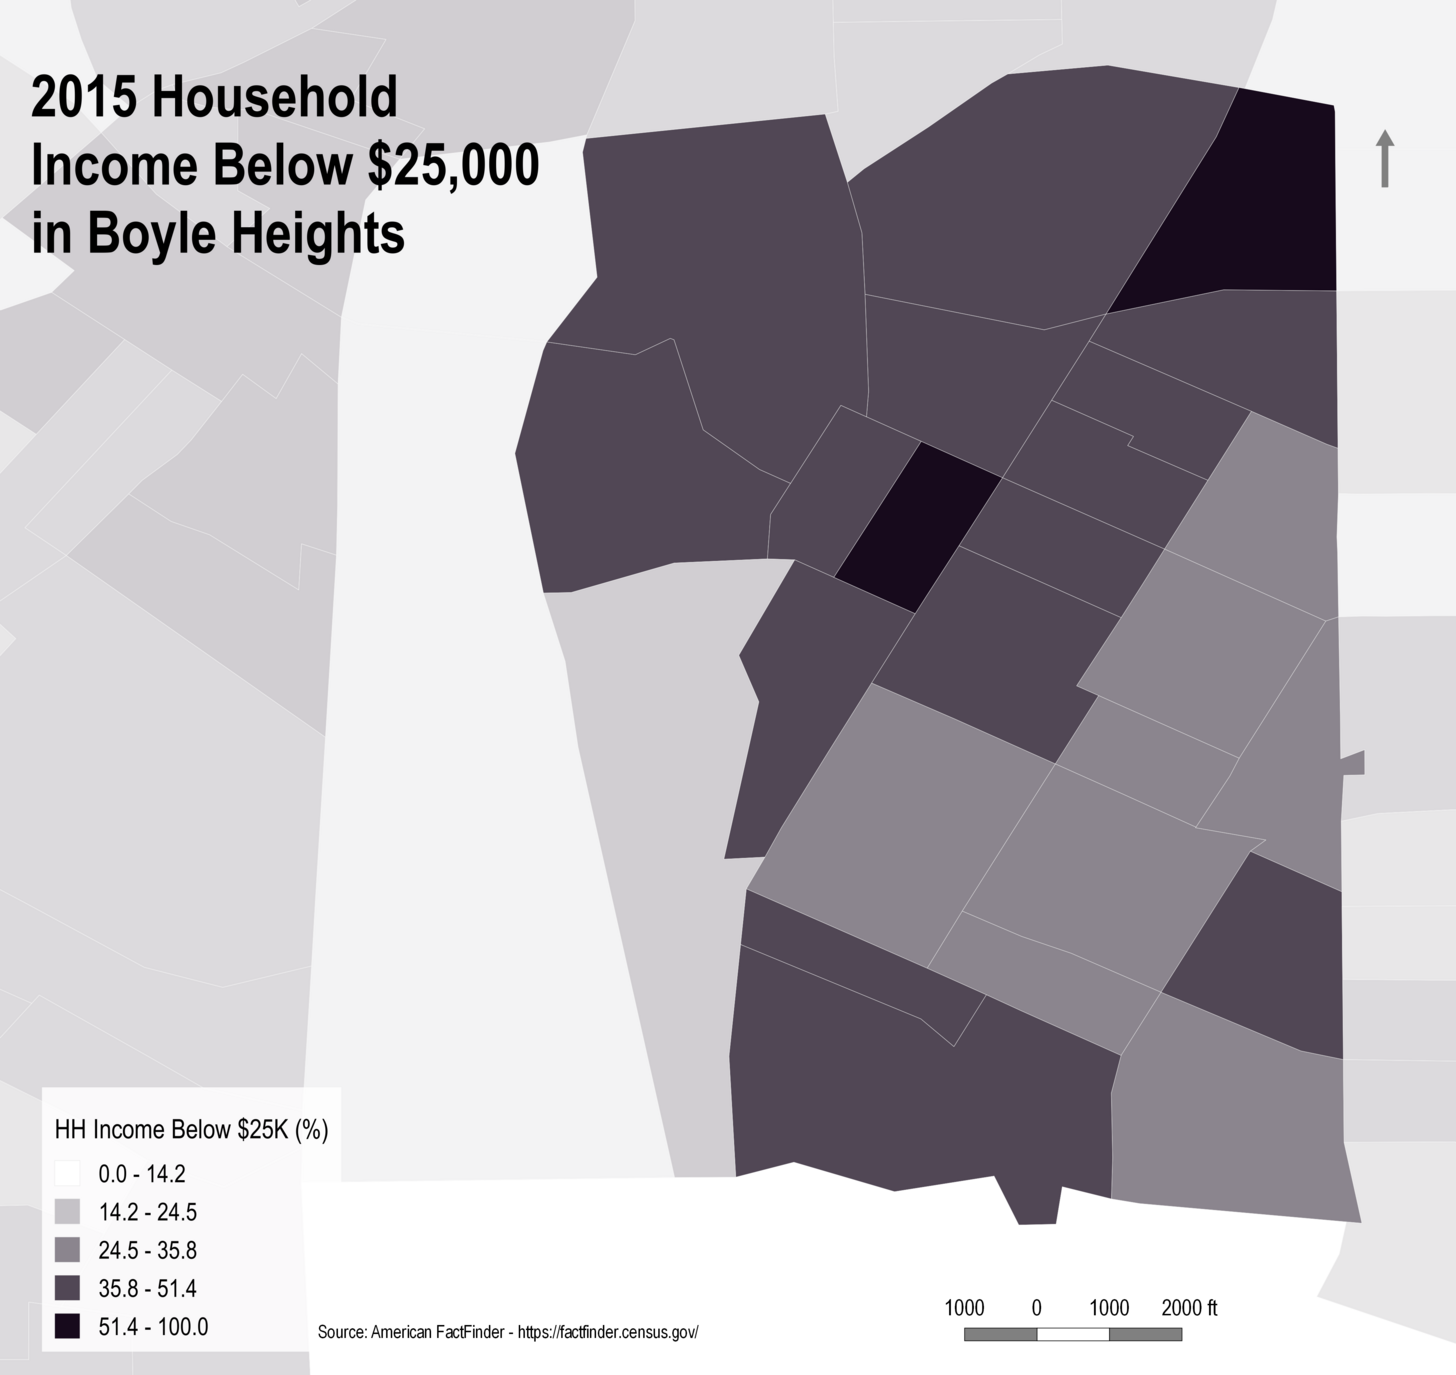 2015 Household
Income Below $25,000
in Boyle Heights
HH Income Below $25K (%)
0.0 - 14.2
14.2 - 24.5
24.5 - 35.8
35.8 - 51.4
51.4 - 100.0
Source: American FactFinder - https://factfinder.census.gov/
1000 0 1000 2000 ft